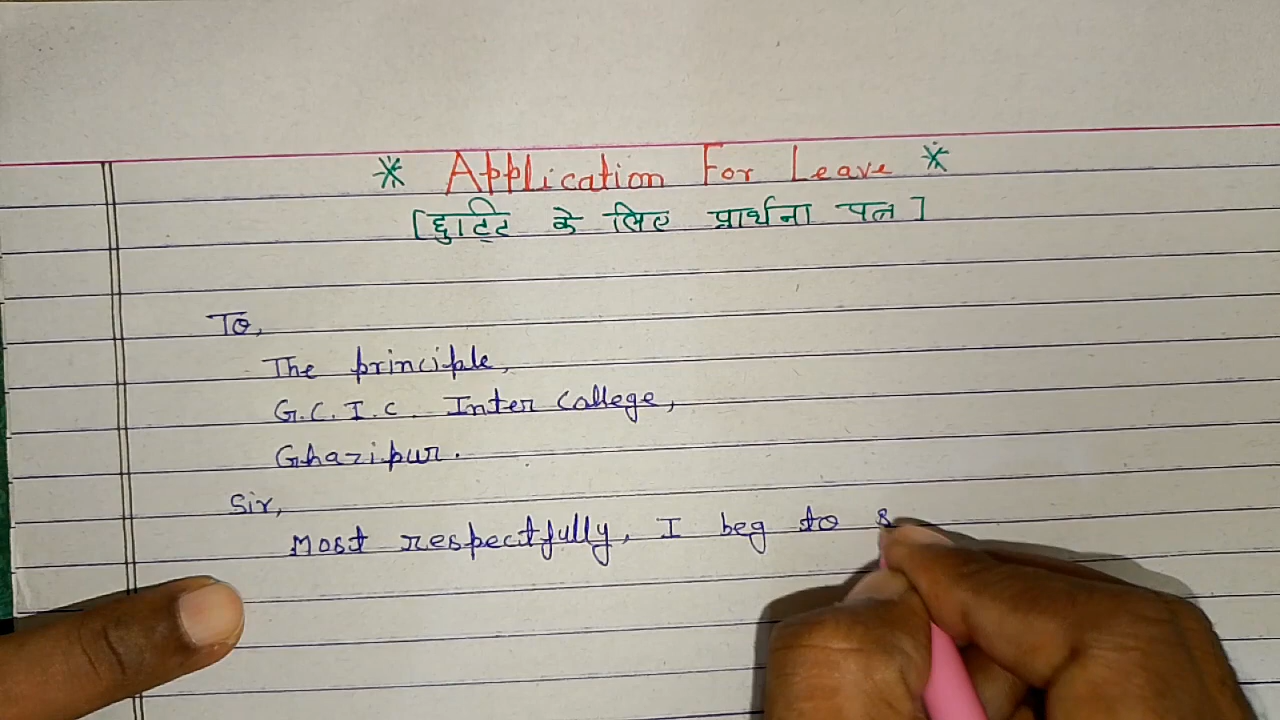 * Application For Leave *
[छुट्टि के लिए प्रार्थना पत्र]
To,
The principle,
G.C.I.C. Inter College,
Ghazipur.
Sir,
Most respectfully, I beg to s